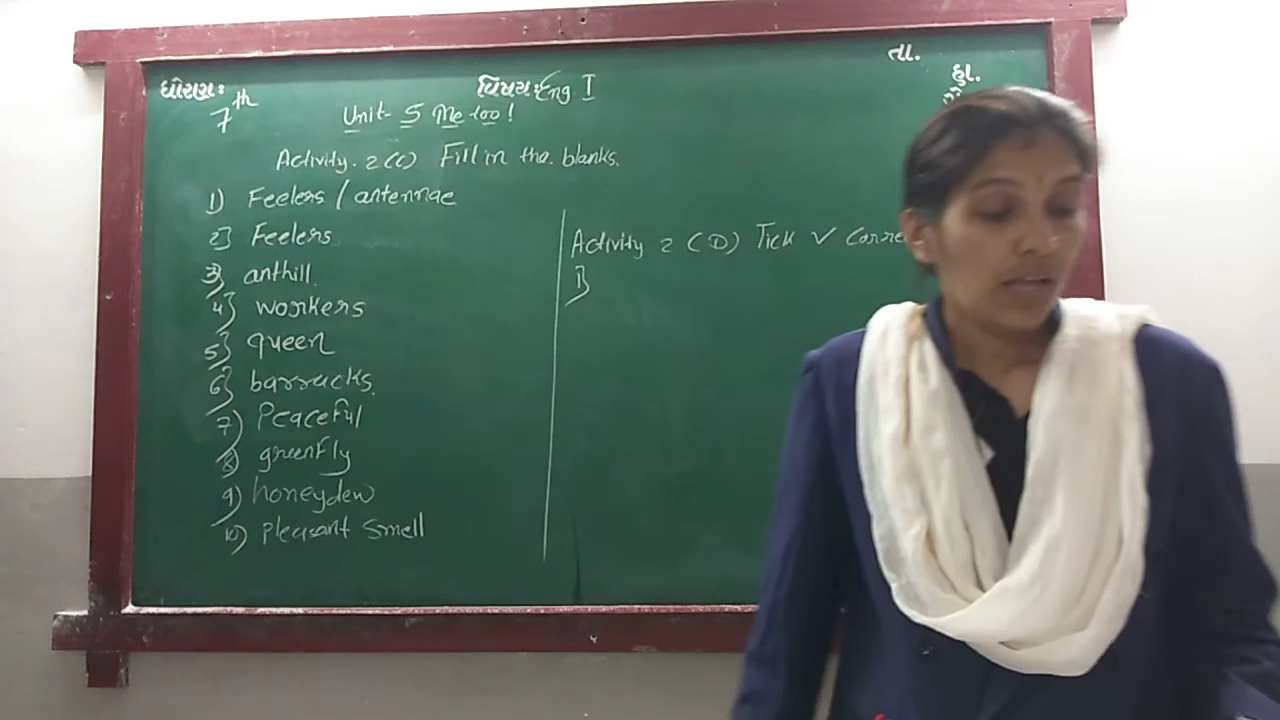 ધોરણ: 7th વિષય: Eng. I તા.
હા.
Unit- 5 Me too!
Activity. 2 (C) Fill in the. blanks.
1) Feelers / antennae
2] Feelers
3) anthill.
4) workers
5) queen
6) barracks.
7) Peaceful
8) greenfly
9) honeydew
10) pleasant smell
Activity 2 (D) Tick ✓ Corre
1)